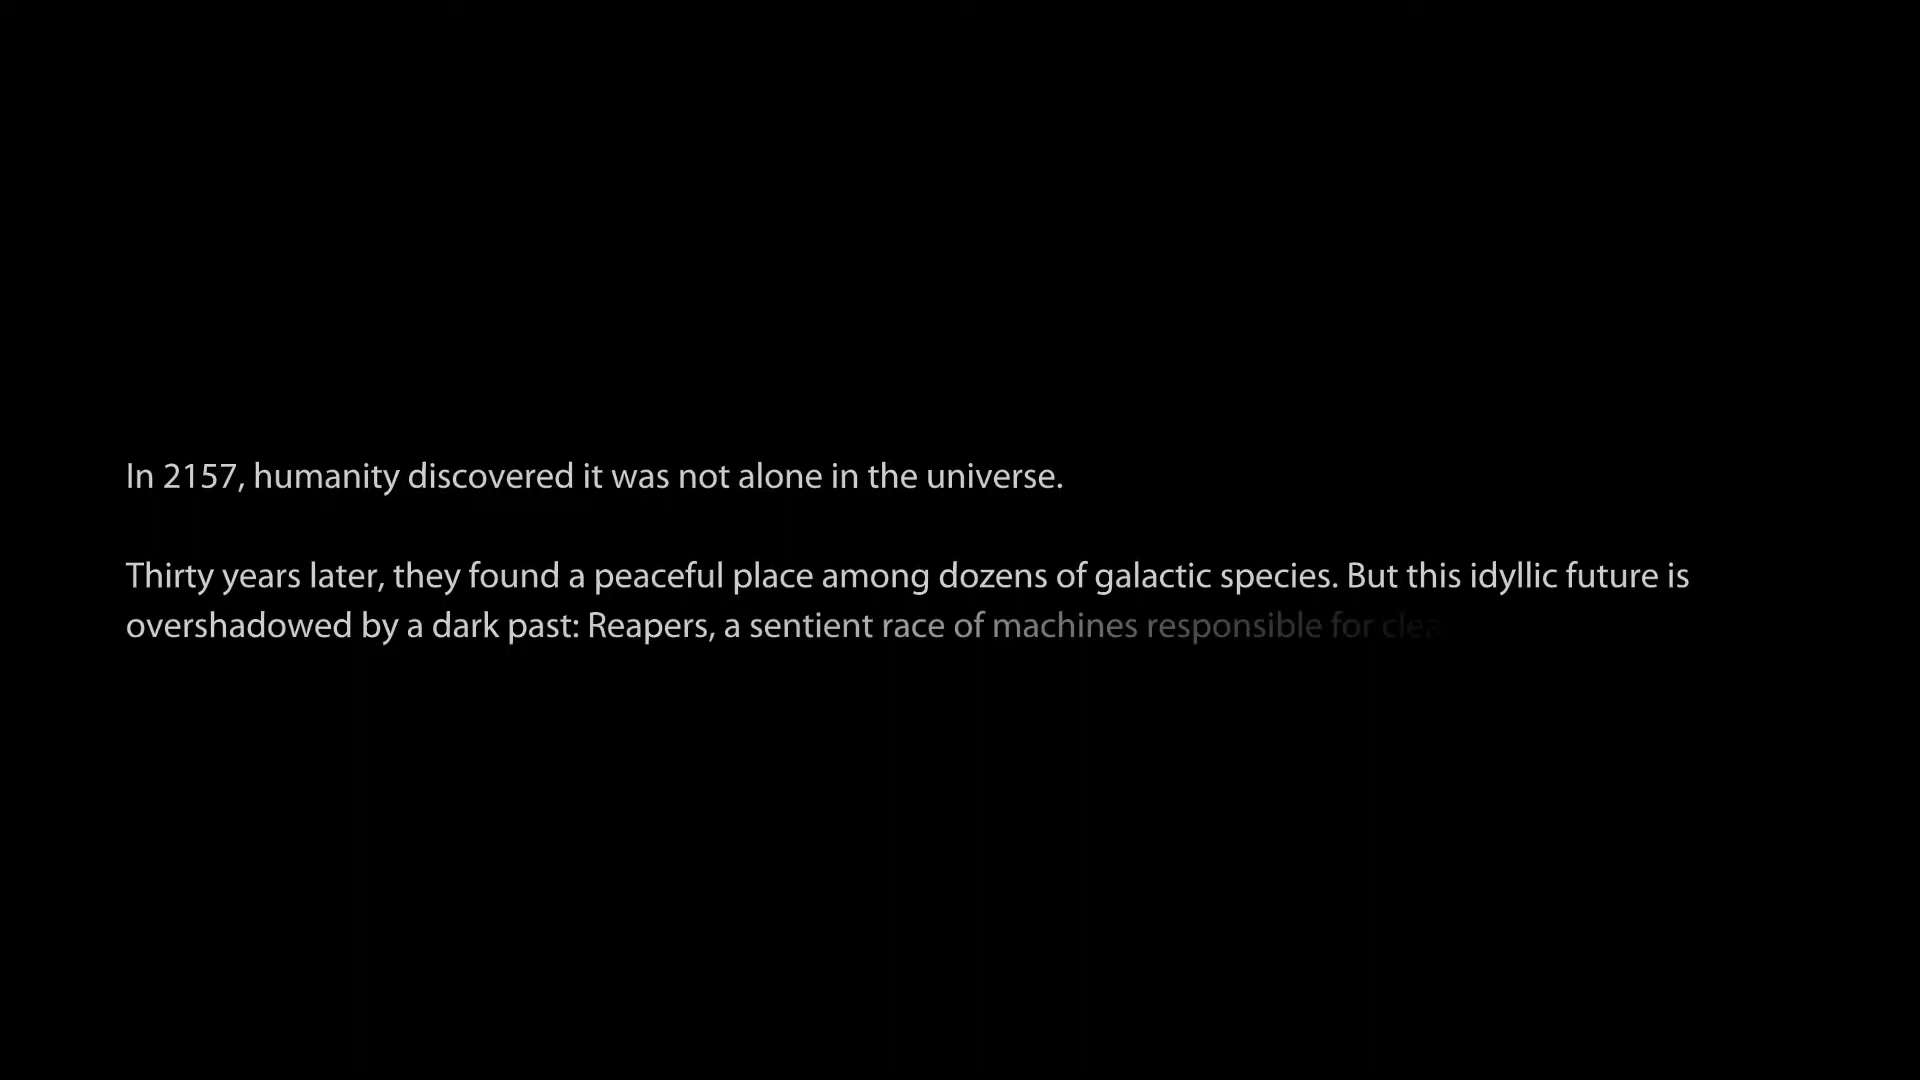 In 2157, humanity discovered it was not alone in the universe.
Thirty years later, they found a peaceful place among dozens of galactic species. But this idyllic future is
overshadowed by a dark past: Reapers, a sentient race of machines responsible for